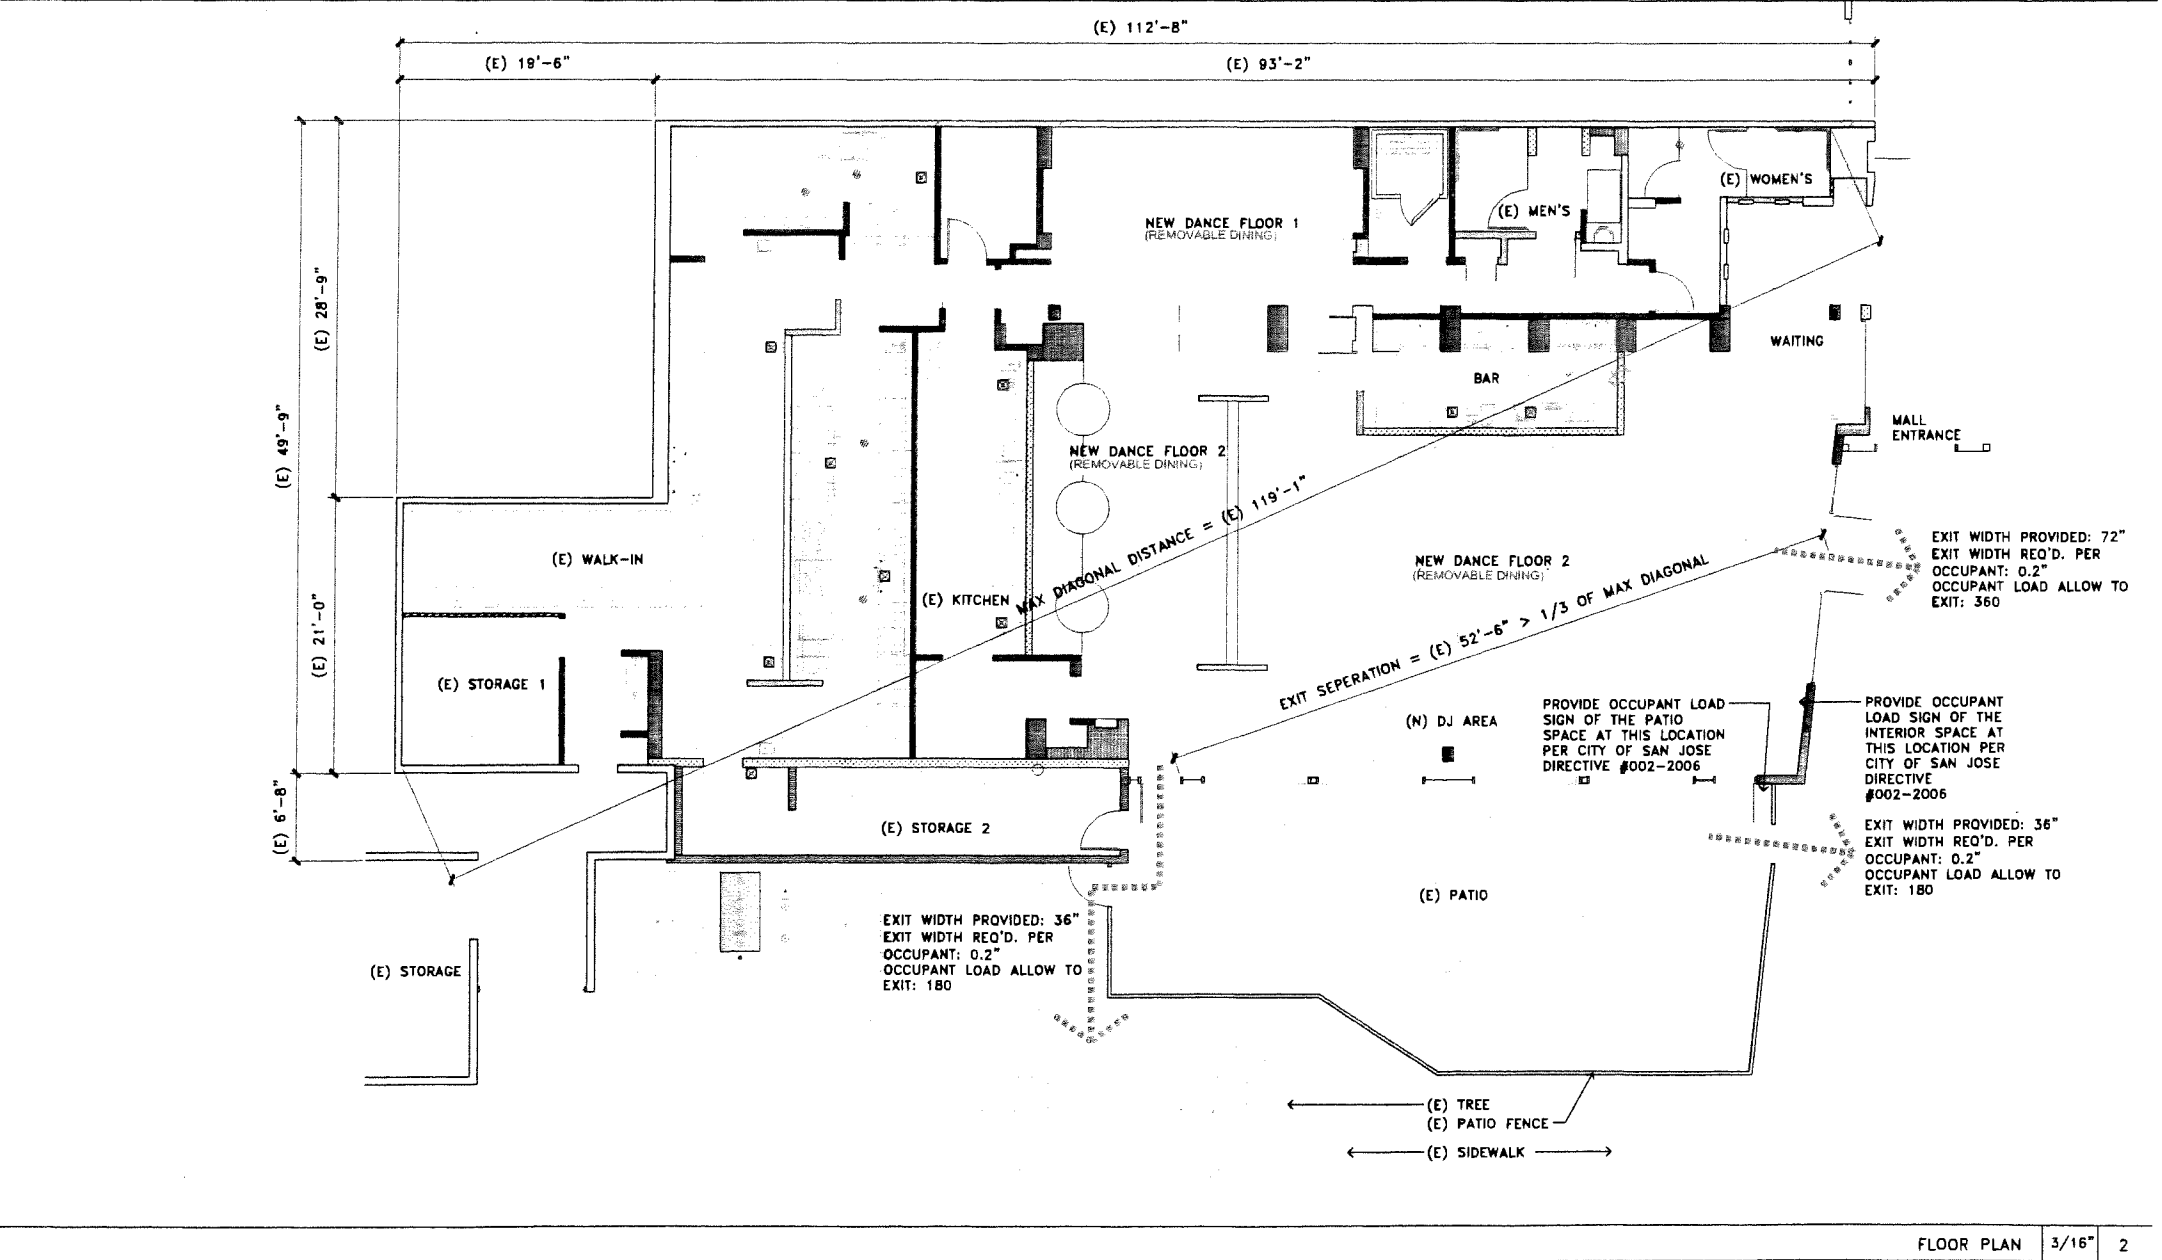 (E) 112'-8"
(E) 19'-6"
(E) 93'-2"
(E) 28'-9"
(E) 49'-9"
(E) 21'-0"
(E) 6'-8"
NEW DANCE FLOOR 1
(REMOVABLE DINING)
(E) MEN'S
(E) WOMEN'S
WAITING
BAR
MALL
ENTRANCE
NEW DANCE FLOOR 2
(REMOVABLE DINING)
MAX DIAGONAL DISTANCE = (E) 119'-1"
(E) WALK-IN
(E) KITCHEN
NEW DANCE FLOOR 2
(REMOVABLE DINING)
EXIT SEPERATION = (E) 52'-6" > 1/3 OF MAX DIAGONAL
EXIT WIDTH PROVIDED: 72"
EXIT WIDTH REQ'D. PER
OCCUPANT: 0.2"
OCCUPANT LOAD ALLOW TO
EXIT: 360
(E) STORAGE 1
(N) DJ AREA
PROVIDE OCCUPANT LOAD
SIGN OF THE PATIO
SPACE AT THIS LOCATION
PER CITY OF SAN JOSE
DIRECTIVE #002-2006
PROVIDE OCCUPANT
LOAD SIGN OF THE
INTERIOR SPACE AT
THIS LOCATION PER
CITY OF SAN JOSE
DIRECTIVE
#002-2006
(E) STORAGE 2
EXIT WIDTH PROVIDED: 36"
EXIT WIDTH REQ'D. PER
OCCUPANT: 0.2"
OCCUPANT LOAD ALLOW TO
EXIT: 180
(E) PATIO
EXIT WIDTH PROVIDED: 36"
EXIT WIDTH REQ'D. PER
OCCUPANT: 0.2"
OCCUPANT LOAD ALLOW TO
EXIT: 180
(E) STORAGE
(E) TREE
(E) PATIO FENCE
(E) SIDEWALK
FLOOR PLAN 3/16" 2